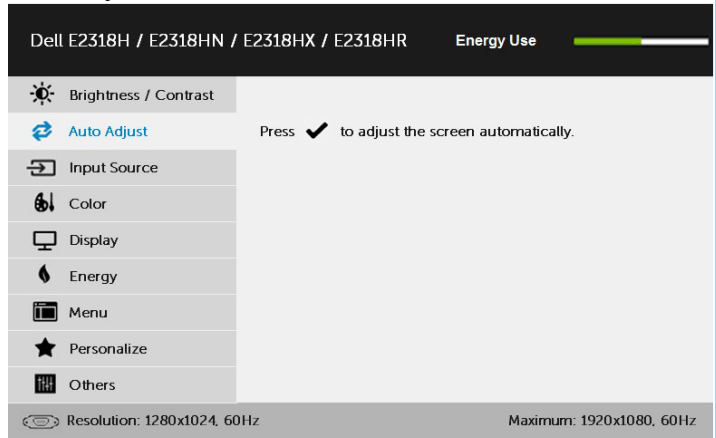 Dell E2318H / E2318HN / E2318HX / E2318HR Energy Use
Brightness / Contrast
Auto Adjust
Press ✔ to adjust the screen automatically.
Input Source
Color
Display
Energy
Menu
Personalize
Others
Resolution: 1280x1024, 60Hz Maximum: 1920x1080, 60Hz